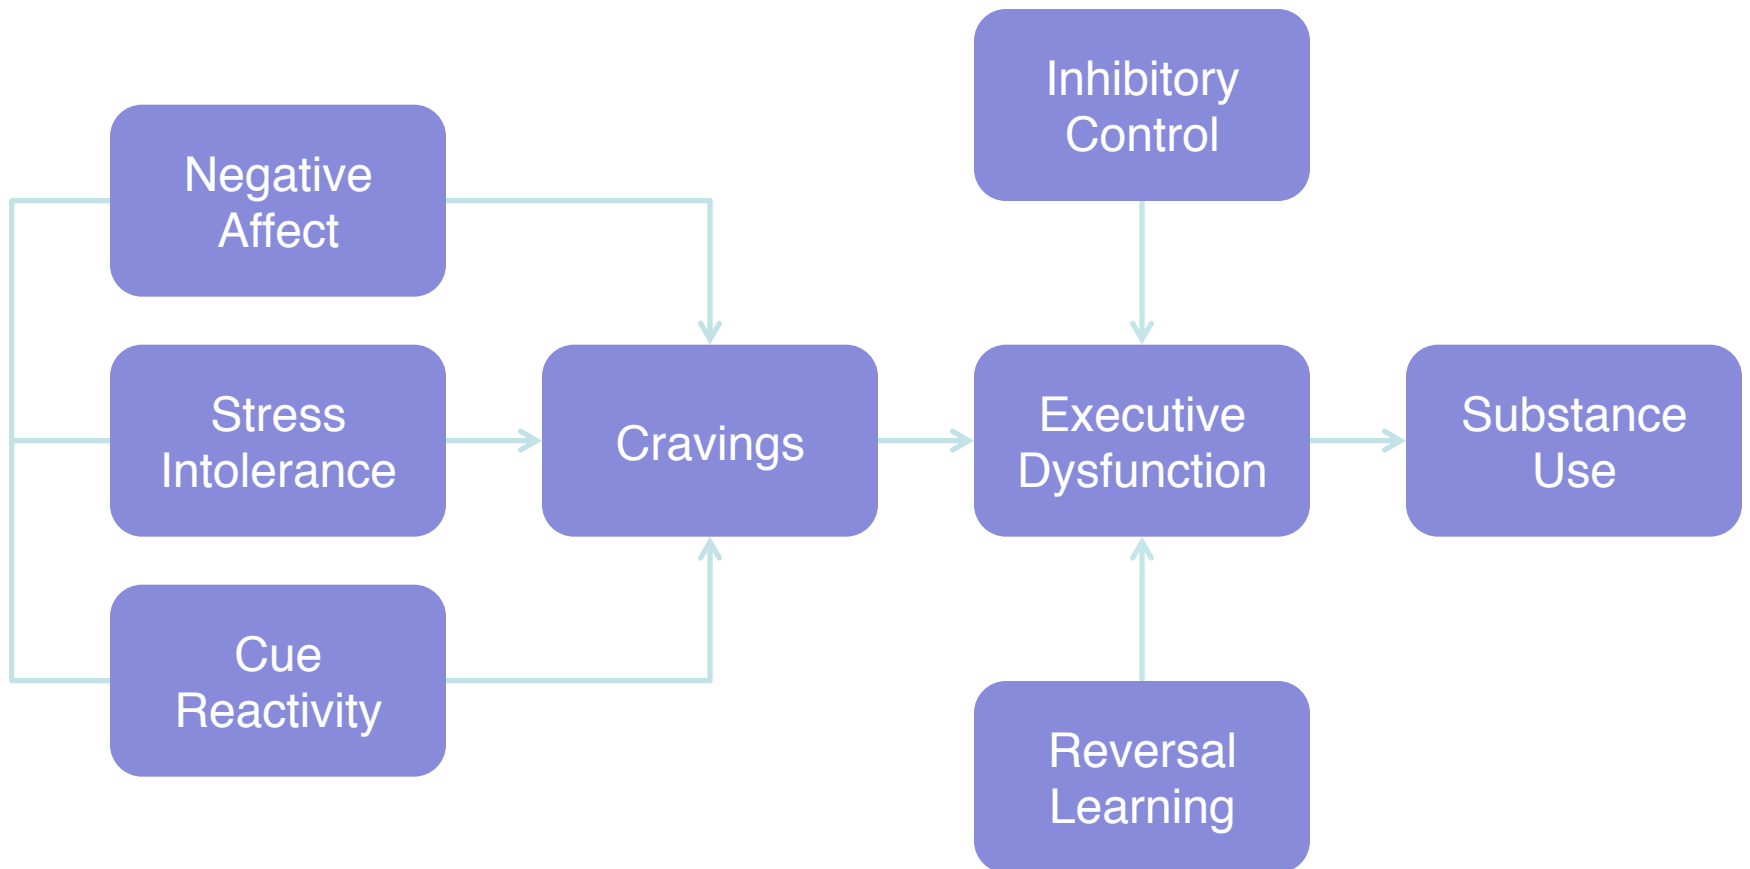 Inhibitory
Control
Negative
Affect
Stress
Intolerance
Cravings
Executive
Dysfunction
Substance
Use
Cue
Reactivity
Reversal
Learning